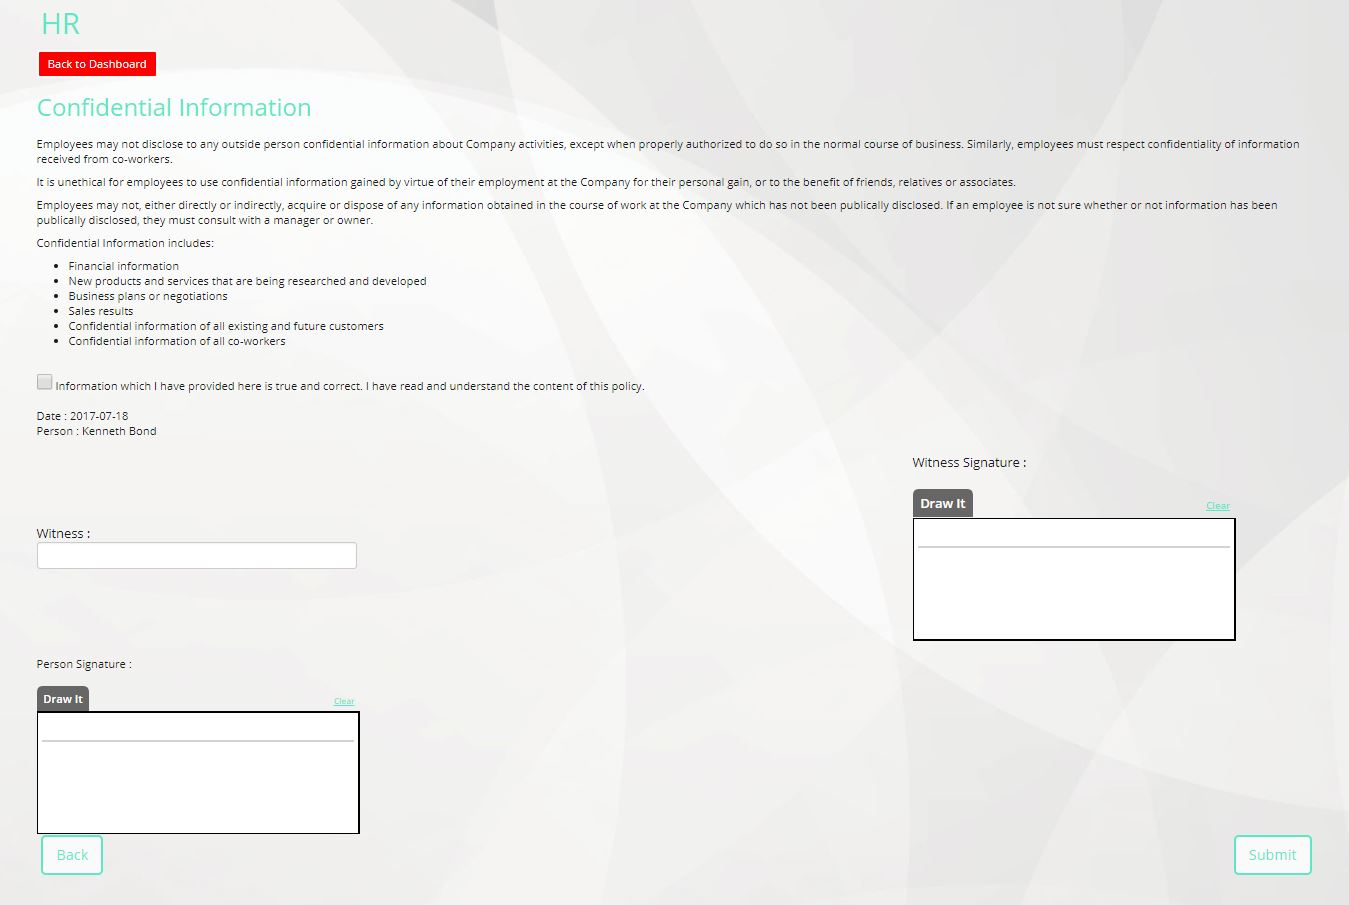 HR
Back to Dashboard
Confidential Information
Employees may not disclose to any outside person confidential information about Company activities, except when properly authorized to do so in the normal course of business. Similarly, employees must respect confidentiality of information
received from co-workers.
It is unethical for employees to use confidential information gained by virtue of their employment at the Company for their personal gain, or to the benefit of friends, relatives or associates.
Employees may not, either directly or indirectly, acquire or dispose of any information obtained in the course of work at the Company which has not been publically disclosed. If an employee is not sure whether or not information has been
publically disclosed, they must consult with a manager or owner.
Confidential Information includes:
• Financial information
• New products and services that are being researched and developed
• Business plans or negotiations
• Sales results
• Confidential information of all existing and future customers
• Confidential information of all co-workers
Information which I have provided here is true and correct. I have read and understand the content of this policy.
Date : 2017-07-18
Person : Kenneth Bond
Witness Signature :
Draw It
Clear
Witness :
Person Signature :
Draw It
Clear
Back
Submit